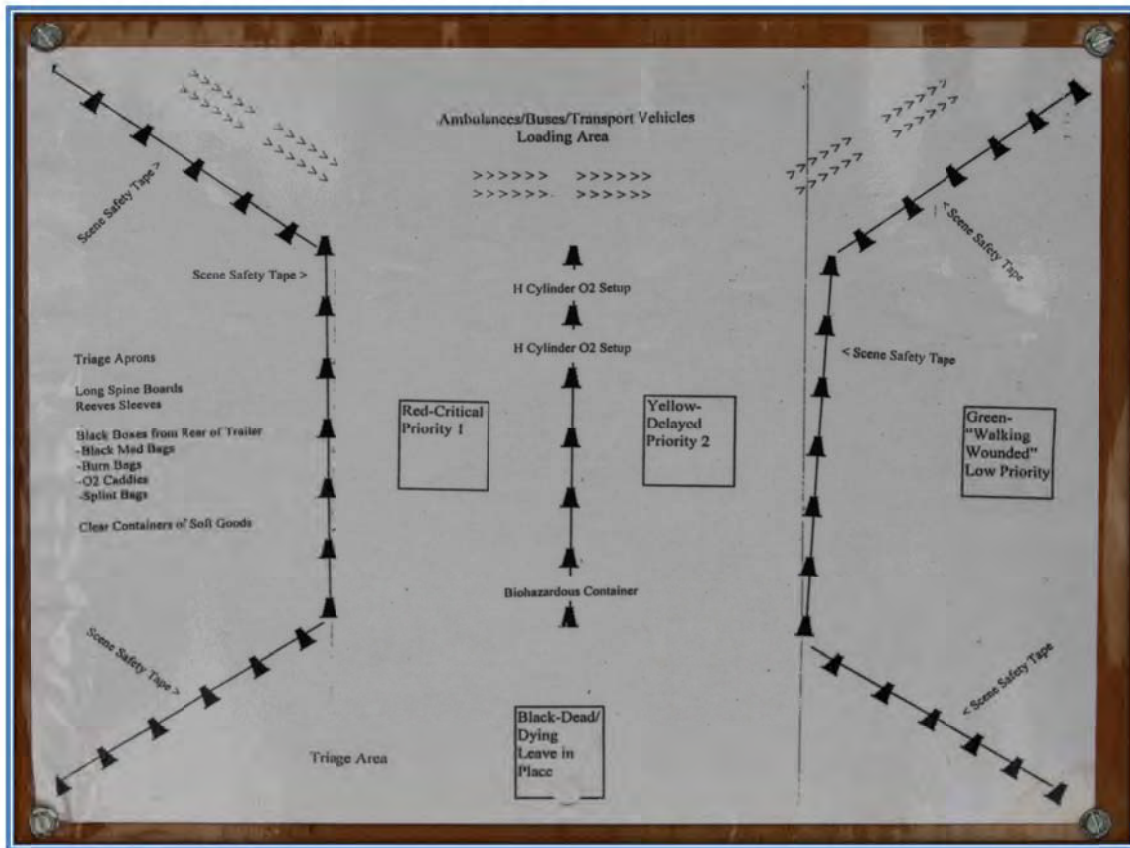 Ambulances/Buses/Transport Vehicles
Loading Area
>>>>>> >>>>>>
>>>>>> >>>>>>
Scene Safety Tape >
Scene Safety Tape >
< Scene Safety Tape
< Scene Safety Tape
H Cylinder O2 Setup
H Cylinder O2 Setup
Triage Aprons
Long Spine Boards
Reeves Sleeves
Black Boxes from Rear of Trailer
-Black Med Bags
-Burn Bags
-O2 Caddies
-Splint Bags
Clear Containers of Soft Goods
Red-Critical
Priority 1
Yellow-
Delayed
Priority 2
Green-
"Walking
Wounded"
Low Priority
Biohazardous Container
Scene Safety Tape >
< Scene Safety Tape
Triage Area
Black-Dead/
Dying
Leave in
Place